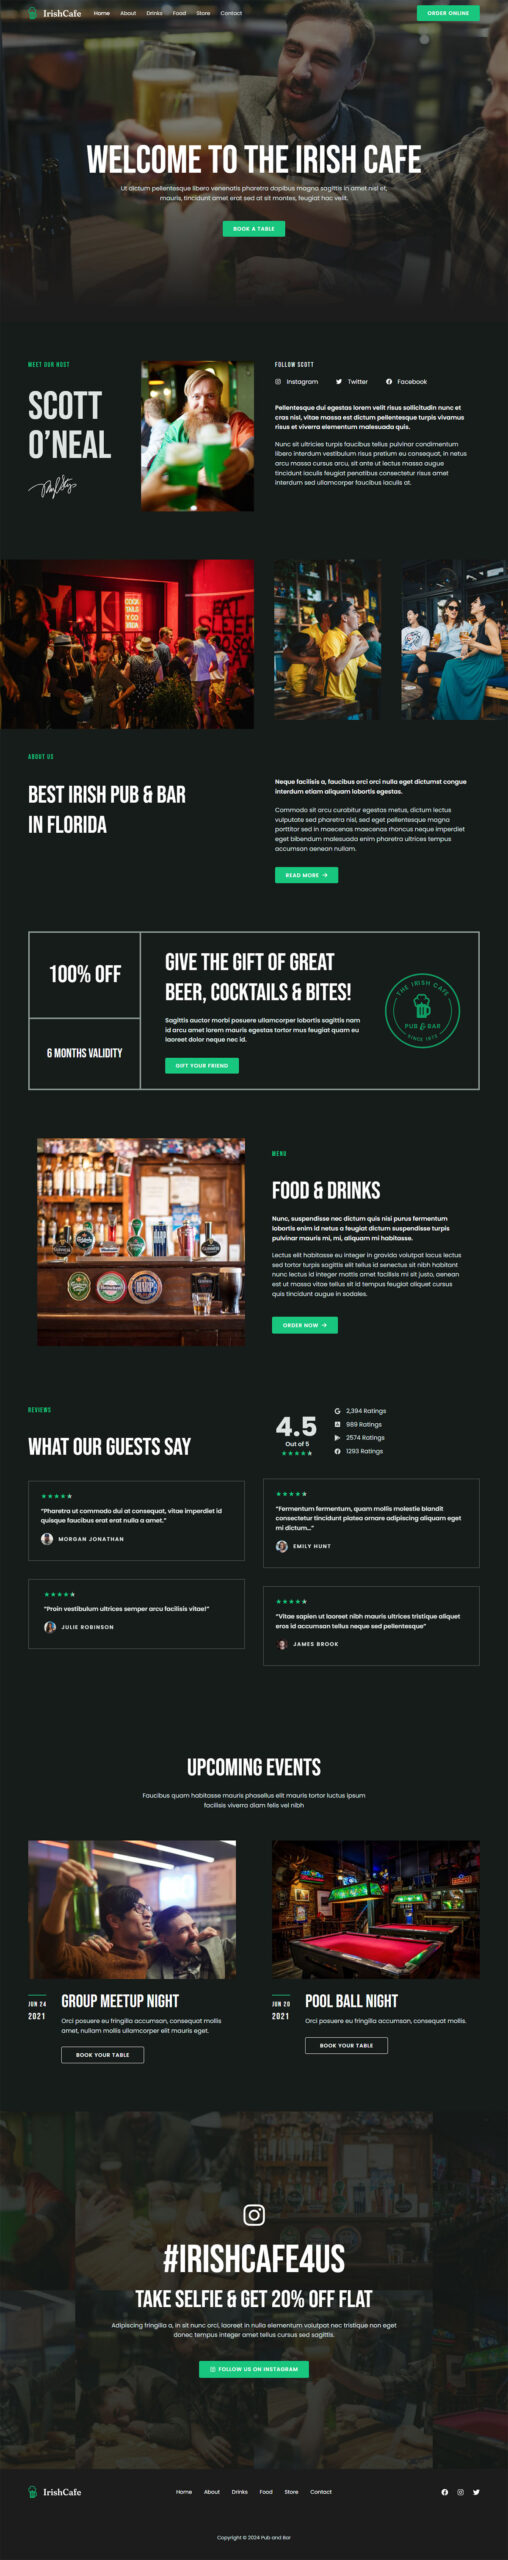 IrishCafe
Home About Drinks Food Store Contact
ORDER ONLINE
WELCOME TO THE IRISH CAFE
Ut dictum pellentesque libero venenatis pharetra dapibus magna sagittis in amet nisl et,
mauris, tincidunt amet erat sed at sit montes, feugiat hac velit.
BOOK A TABLE
MEET OUR HOST
SCOTT
O'NEAL
FOLLOW SCOTT
Instagram Twitter Facebook
Pellentesque dui egestas lorem velit risus sollicitudin nunc et
cras nisl, vitae massa est dictum pellentesque turpis vivamus
risus et viverra elementum malesuada quis.
Nunc sit ultricies turpis faucibus tellus pulvinar condimentum
libero interdum vestibulum risus pretium eu consequat, in netus
arcu massa cursus arcu, sit ante ut lectus massa augue
tincidunt iaculis feugiat penatibus consectetur risus amet
interdum sed ullamcorper faucibus iaculis at.
ABOUT US
BEST IRISH PUB & BAR
IN FLORIDA
Neque facilisis a, faucibus orci orci nulla eget dictumst congue
interdum etiam aliquam lobortis egestas.
Commodo sit arcu curabitur egestas metus, dictum lectus
vulputate sed pharetra nisl, sed eget pellentesque magna
porttitor sed in maecenas maecenas rhoncus neque imperdiet
eget bibendum malesuada enim pharetra ultrices tempus
accumsan aenean nullam.
READ MORE →
100% OFF
6 MONTHS VALIDITY
GIVE THE GIFT OF GREAT
BEER, COCKTAILS & BITES!
Sagittis auctor morbi posuere ullamcorper lobortis sagittis nam
id arcu amet lorem mauris egestas tortor mus feugiat quam eu
laoreet dolor neque nec id.
GIFT YOUR FRIEND
THE IRISH CAFE
PUB & BAR
SINCE 1972
MENU
FOOD & DRINKS
Nunc, suspendisse nec dictum quis nisi purus fermentum
lobortis enim id netus a feugiat dictum suspendisse turpis
pulvinar mauris mi, mi, aliquam mi habitasse.
Lectus elit habitasse eu integer in gravida volutpat lacus lectus
sed tortor turpis sagittis elit tellus id senectus sit nibh habitant
nunc lectus id integer mattis amet facilisis mi sit justo, aenean
est ut massa vitae tellus sit id tempus feugiat aliquet cursus
quis tincidunt augue in sodales.
ORDER NOW →
REVIEWS
WHAT OUR GUESTS SAY
4.5
Out of 5
2,394 Ratings
989 Ratings
2574 Ratings
1293 Ratings
"Pharetra ut commodo dui at consequat, vitae imperdiet id
quisque faucibus erat erat nulla a amet."
MORGAN JONATHAN
"Fermentum fermentum, quam mollis molestie blandit
consectetur tincidunt platea ornare adipiscing aliquam eget
mi dictum..."
EMILY HUNT
"Proin vestibulum ultrices semper arcu facilisis vitae!"
JULIE ROBINSON
"Vitae sapien ut laoreet nibh mauris ultrices tristique aliquet
eros id accumsan tellus neque sed pellentesque"
JAMES BROOK
UPCOMING EVENTS
Faucibus quam habitasse mauris phasellus elit mauris tortor luctus ipsum
facilisis viverra diam felis vel nibh
JUN 24
2021
GROUP MEETUP NIGHT
Orci posuere eu fringilla accumsan, consequat mollis
amet, nullam mollis ullamcorper elit mauris eget.
BOOK YOUR TABLE
JUN 20
2021
POOL BALL NIGHT
Orci posuere eu fringilla accumsan, consequat mollis.
BOOK YOUR TABLE
#IRISHCAFE4US
TAKE SELFIE & GET 20% OFF FLAT
Adipiscing fringilla a, in sit nunc orci, laoreet in nulla elementum volutpat nec tristique non eget
donec tempus integer amet tellus cursus sed sagittis.
FOLLOW US ON INSTAGRAM
IrishCafe
Home About Drinks Food Store Contact
Copyright © 2024 Pub and Bar